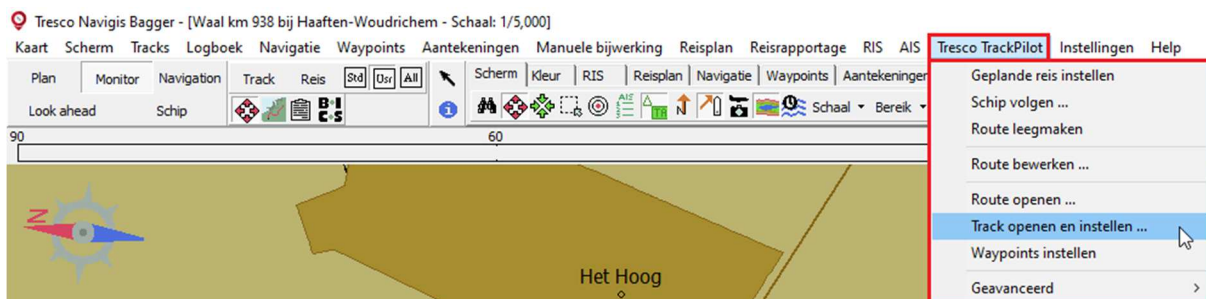 Tresco Navigis Bagger - [Waal km 938 bij Haaften-Woudrichem - Schaal: 1/5,000]
Kaart Scherm Tracks Logboek Navigatie Waypoints Aantekeningen Manuele bijwerking Reisplan Reisrapportage RIS AIS Tresco TrackPilot Instellingen Help
Plan Monitor Navigation Track Reis Std Usr All Scherm Kleur RIS Reisplan Navigatie Waypoints Aantekeninger
Look ahead Schip B·I C·S AIS TA Schaal Bereik
90 60
Geplande reis instellen
Schip volgen ...
Route leegmaken
Route bewerken ...
Route openen ...
Track openen en instellen ...
Waypoints instellen
Geavanceerd >
N
Het Hoog